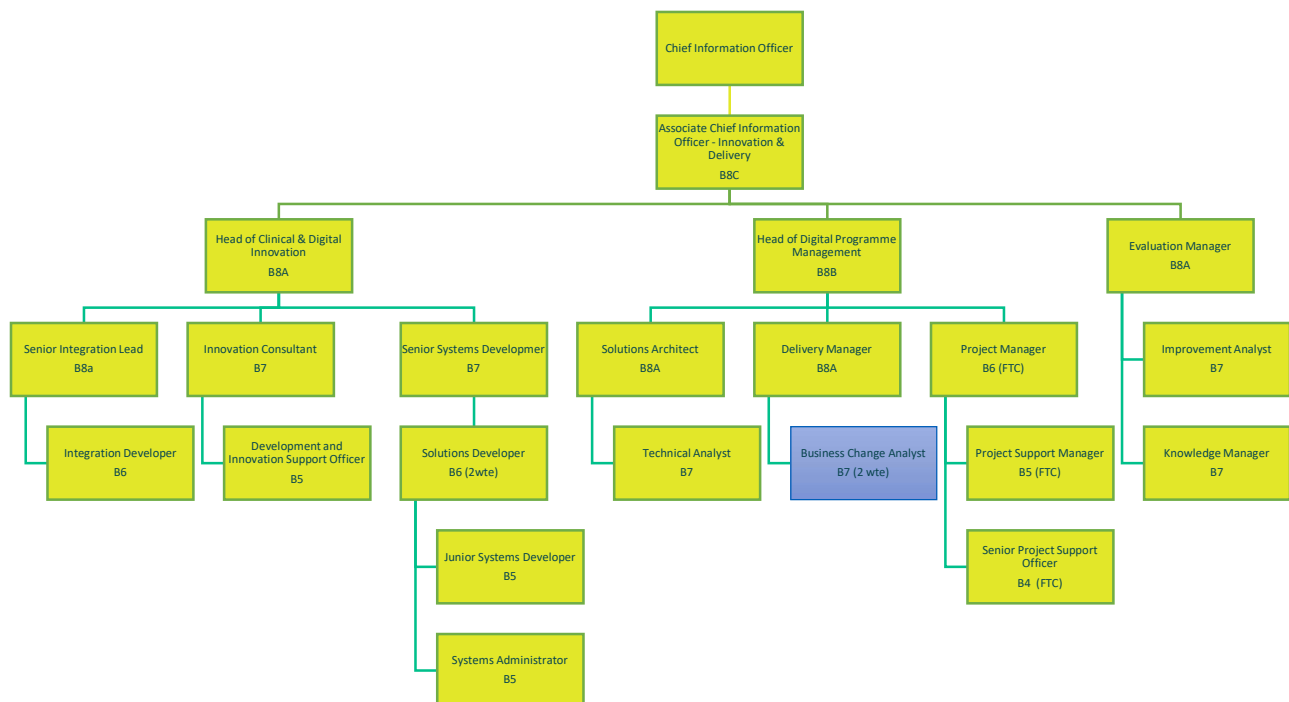 Chief Information Officer
Associate Chief Information
Officer - Innovation &
Delivery
B8C
Head of Clinical & Digital
Innovation
B8A
Head of Digital Programme
Management
B8B
Evaluation Manager
B8A
Senior Integration Lead
B8a
Innovation Consultant
B7
Senior Systems Developmer
B7
Solutions Architect
B8A
Delivery Manager
B8A
Project Manager
B6 (FTC)
Improvement Analyst
B7
Integration Developer
B6
Development and
Innovation Support Officer
B5
Solutions Developer
B6 (2wte)
Technical Analyst
B7
Business Change Analyst
B7 (2 wte)
Project Support Manager
B5 (FTC)
Knowledge Manager
B7
Junior Systems Developer
B5
Senior Project Support
Officer
B4 (FTC)
Systems Administrator
B5